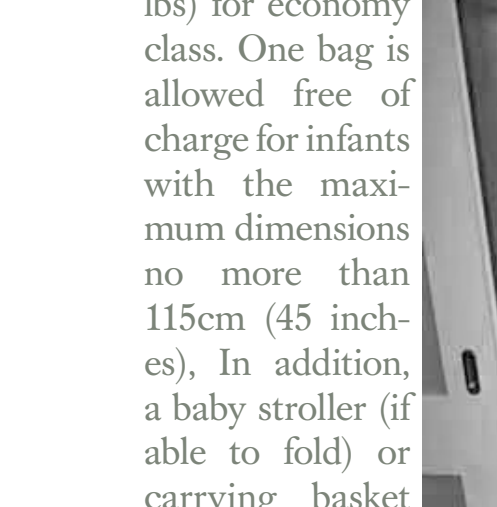 lbs) for economy
class. One bag is
allowed free of
charge for infants
with the maxi-
mum dimensions
no more than
115cm (45 inch-
es), In addition,
a baby stroller (if
able to fold) or
carrying basket